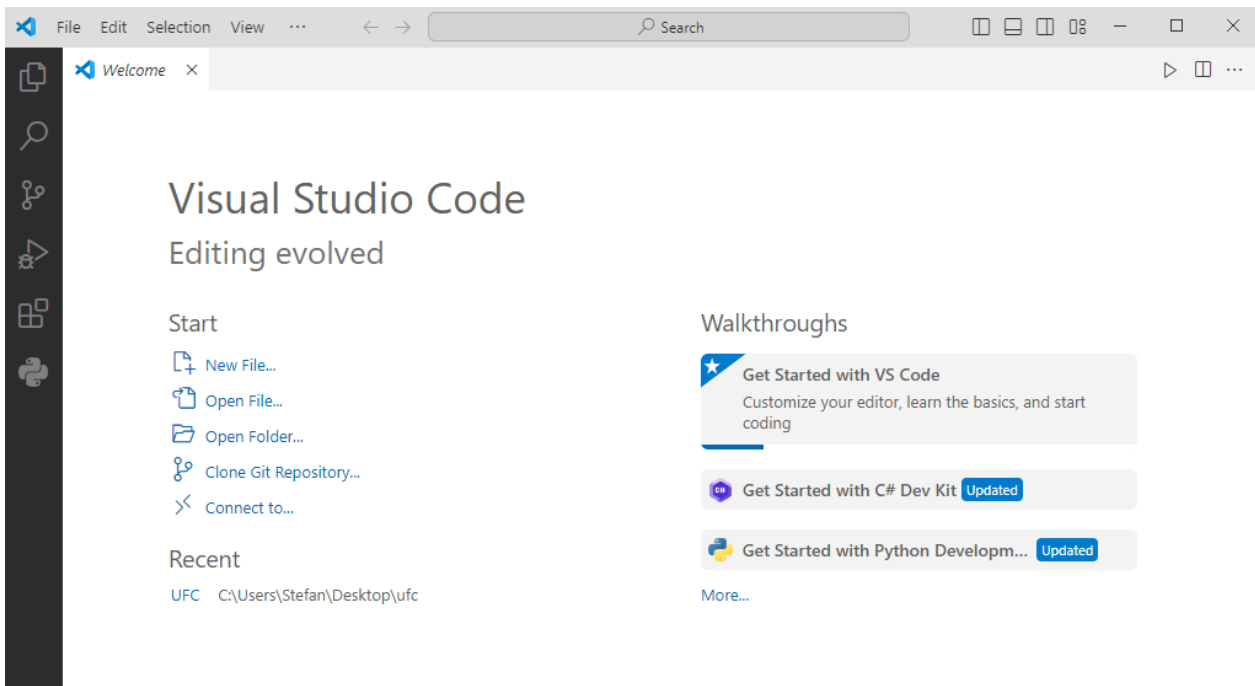 File Edit Selection View ··· Search
Welcome
Visual Studio Code
Editing evolved
Start
New File...
Open File...
Open Folder...
Clone Git Repository...
Connect to...
Recent
UFC C:\Users\Stefan\Desktop\ufc
Walkthroughs
Get Started with VS Code
Customize your editor, learn the basics, and start
coding
C# Get Started with C# Dev Kit Updated
Get Started with Python Developm... Updated
More...